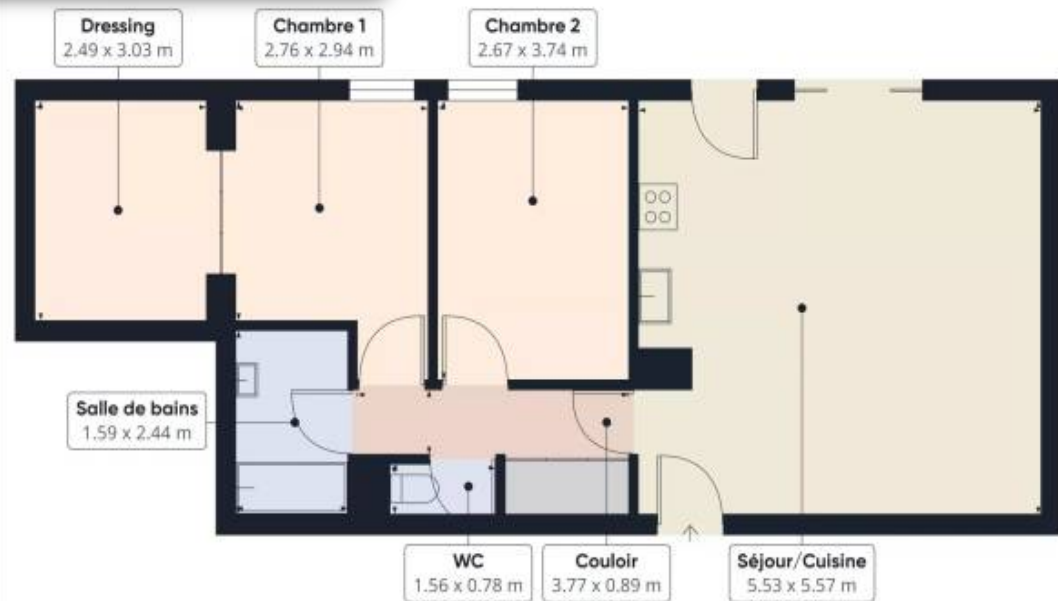 Dressing
2.49 x 3.03 m
Chambre 1
2.76 x 2.94 m
Chambre 2
2.67 x 3.74 m
Salle de bains
1.59 x 2.44 m
WC
1.56 x 0.78 m
Couloir
3.77 x 0.89 m
Séjour/Cuisine
5.53 x 5.57 m